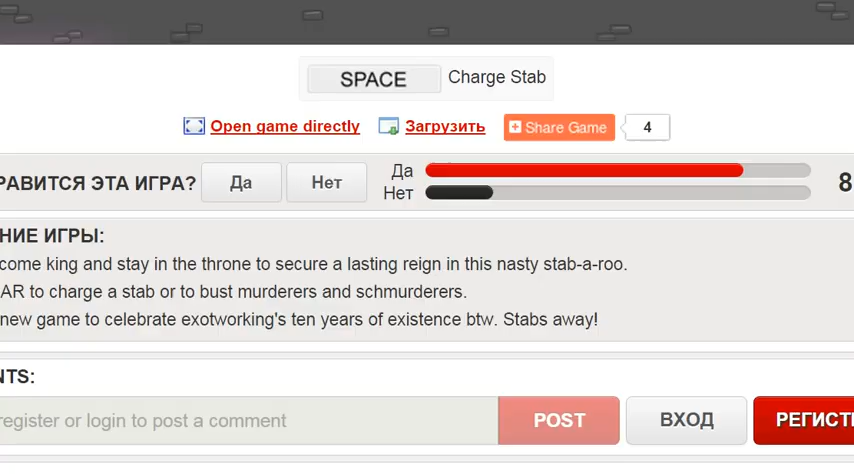 SPACE Charge Stab
Open game directly Загрузить Share Game 4
РАВИТСЯ ЭТА ИГРА? Да Нет Да 8
Нет
НИЕ ИГРЫ:
come king and stay in the throne to secure a lasting reign in this nasty stab-a-roo.
AR to charge a stab or to bust murderers and schmurderers.
new game to celebrate exotworking's ten years of existence btw. Stabs away!
NTS:
register or login to post a comment POST ВХОД РЕГИСТ